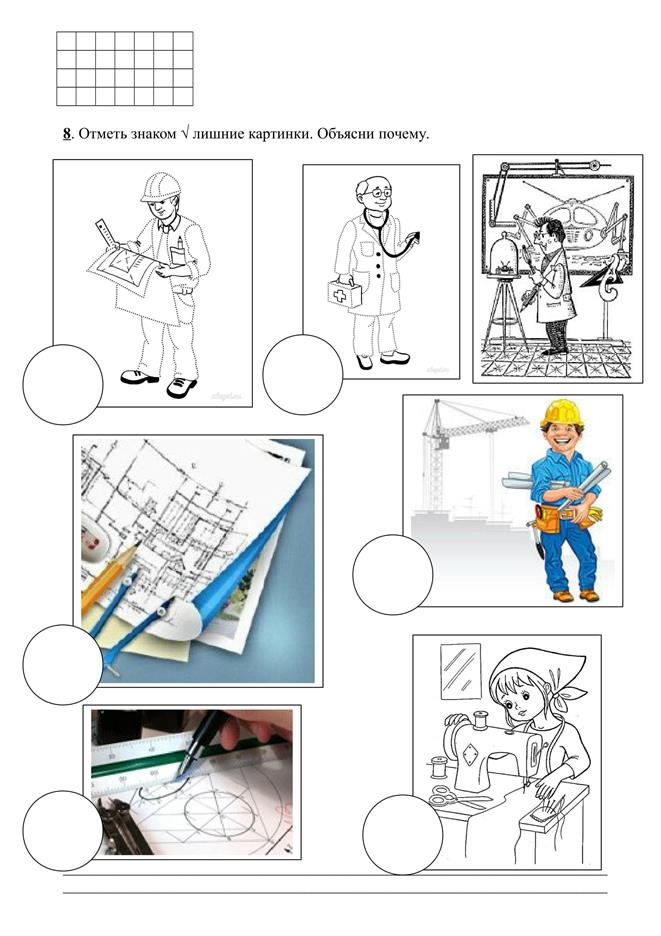 8. Отметь знаком √ лишние картинки. Объясни почему.